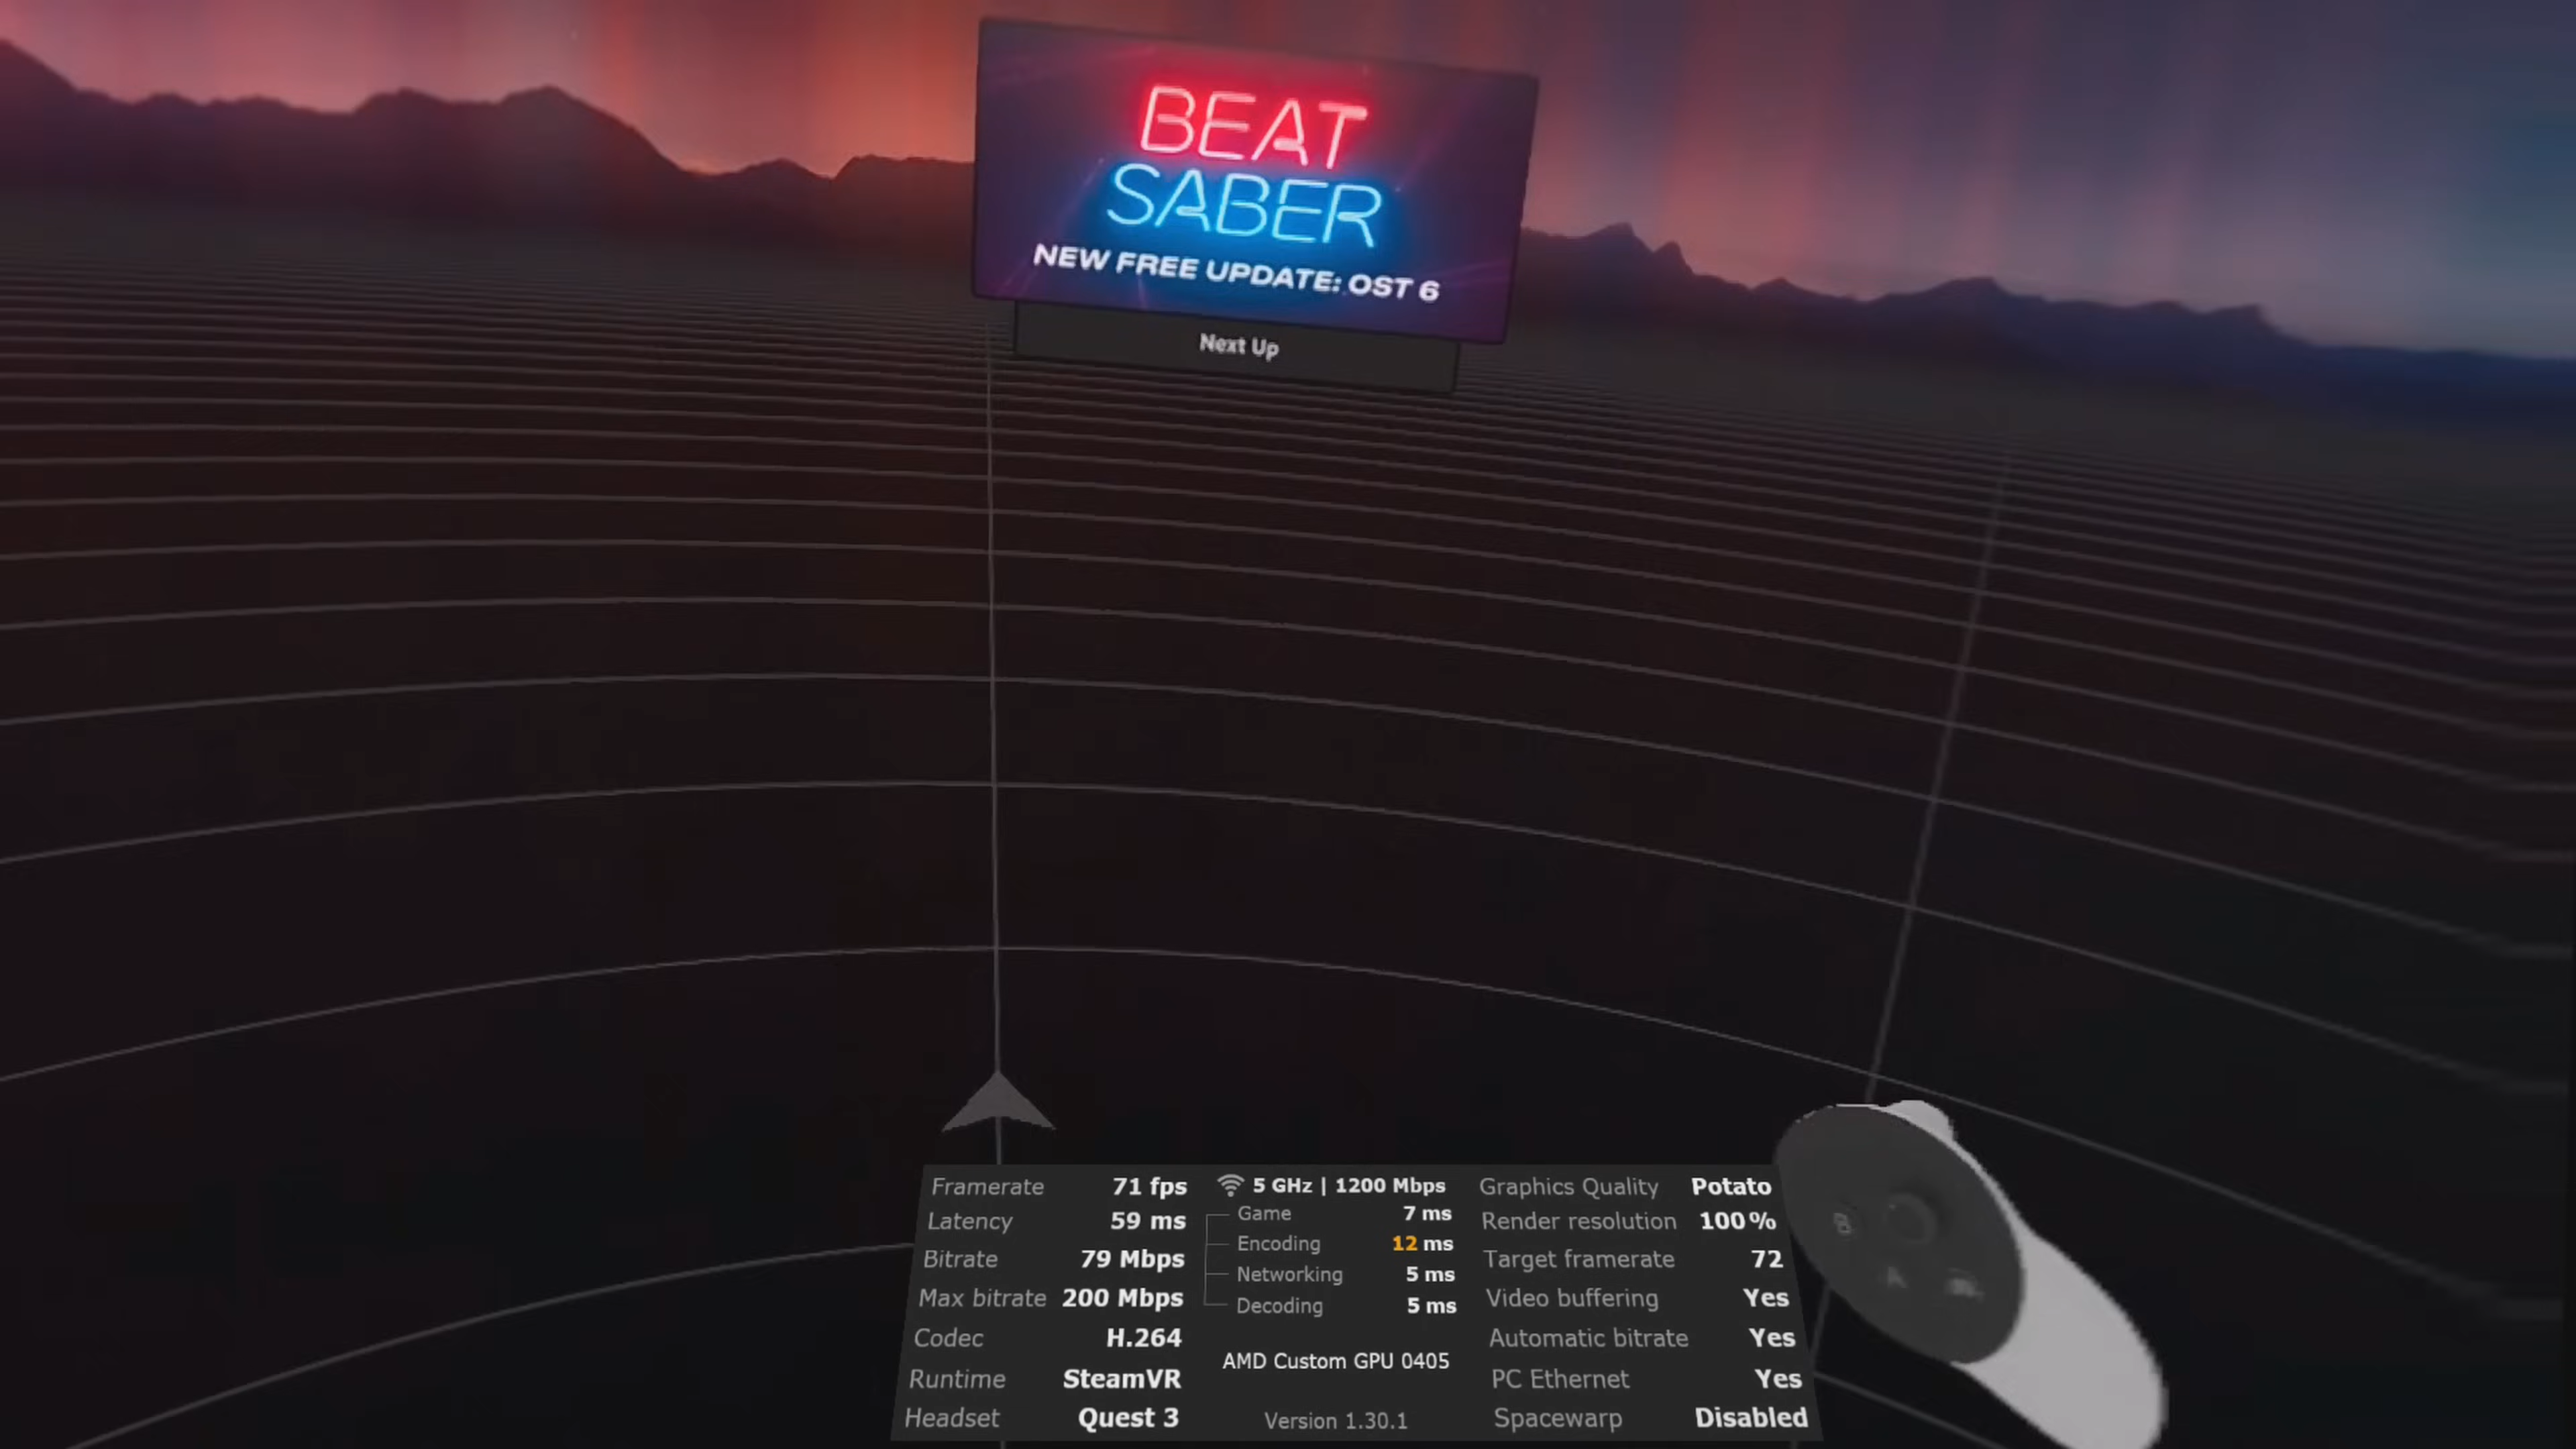 BEAT
SABER
NEW FREE UPDATE: OST 6
Next Up
Framerate 71 fps
Latency 59 ms
Bitrate 79 Mbps
Max bitrate 200 Mbps
Codec H.264
Runtime SteamVR
Headset Quest 3
5 GHz | 1200 Mbps
Game 7 ms
Encoding 12 ms
Networking 5 ms
Decoding 5 ms
AMD Custom GPU 0405
Version 1.30.1
Graphics Quality Potato
Render resolution 100%
Target framerate 72
Video buffering Yes
Automatic bitrate Yes
PC Ethernet Yes
Spacewarp Disabled
B
A